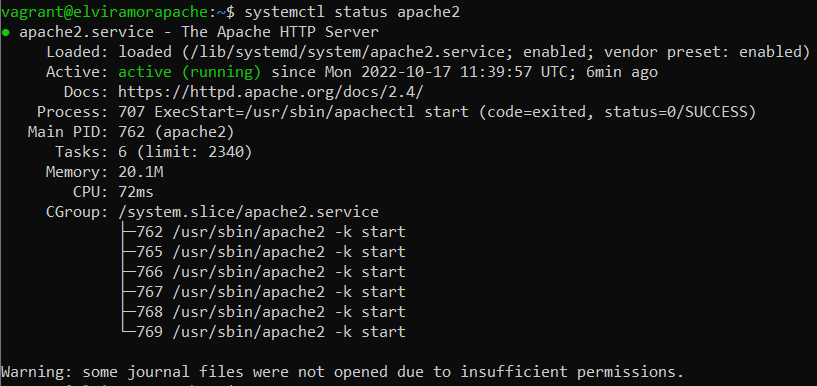 vagrant@elviramorapache:~$ systemctl status apache2
● apache2.service - The Apache HTTP Server
     Loaded: loaded (/lib/systemd/system/apache2.service; enabled; vendor preset: enabled)
     Active: active (running) since Mon 2022-10-17 11:39:57 UTC; 6min ago
       Docs: https://httpd.apache.org/docs/2.4/
    Process: 707 ExecStart=/usr/sbin/apachectl start (code=exited, status=0/SUCCESS)
   Main PID: 762 (apache2)
      Tasks: 6 (limit: 2340)
     Memory: 20.1M
        CPU: 72ms
     CGroup: /system.slice/apache2.service
             ├─762 /usr/sbin/apache2 -k start
             ├─765 /usr/sbin/apache2 -k start
             ├─766 /usr/sbin/apache2 -k start
             ├─767 /usr/sbin/apache2 -k start
             ├─768 /usr/sbin/apache2 -k start
             └─769 /usr/sbin/apache2 -k start
Warning: some journal files were not opened due to insufficient permissions.